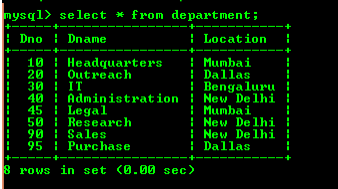 mysql> select * from department;
Dno | Dname | Location
10 | Headquarters | Mumbai
20 | Outreach | Dallas
30 | IT | Bengaluru
40 | Administration | New Delhi
45 | Legal | Mumbai
50 | Research | New Delhi
90 | Sales | New Delhi
95 | Purchase | Dallas
8 rows in set (0.00 sec)